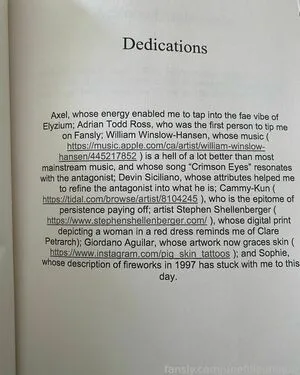 Dedications
Axel, whose energy enabled me to tap into the fae vibe of
Elyzium; Adrian Todd Ross, who was the first person to tip me
on Fansly; William Winslow-Hansen, whose music (
https://music.apple.com/ca/artist/william-winslow-
hansen/445217852 ) is a hell of a lot better than most
mainstream music, and whose song "Crimson Eyes" resonates
with the antagonist; Devin Siciliano, whose attributes helped me
to refine the antagonist into what he is; Cammy-Kun (
https://tidal.com/browse/artist/8104245 ), who is the epitome of
persistence paying off; artist Stephen Shellenberger (
https://www.stephenshellenberger.com/ ), whose digital print
depicting a woman in a red dress reminds me of Clare
Petrarch); Giordano Aguilar, whose artwork now graces skin (
https://www.instagram.com/pig_skin_tattoos ); and Sophie,
whose description of fireworks in 1997 has stuck with me to this
day.